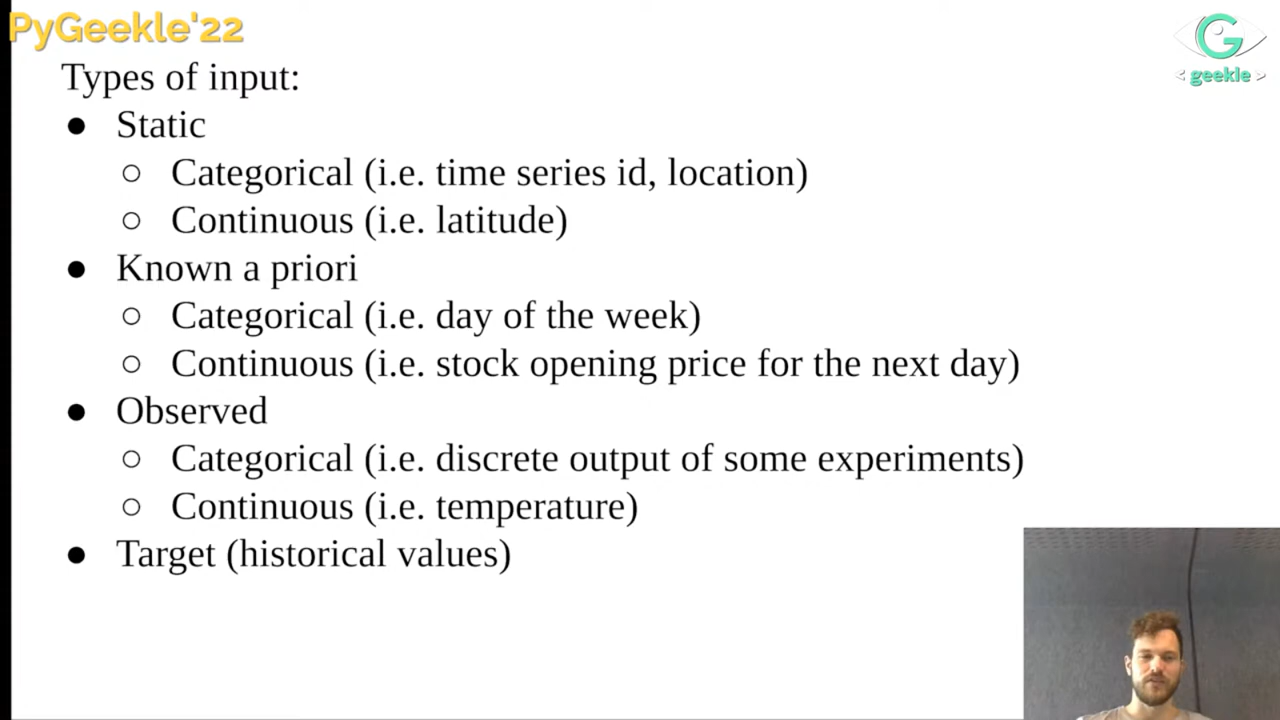 PyGeekle'22
< geekle >
Types of input:
● Static
○ Categorical (i.e. time series id, location)
○ Continuous (i.e. latitude)
● Known a priori
○ Categorical (i.e. day of the week)
○ Continuous (i.e. stock opening price for the next day)
● Observed
○ Categorical (i.e. discrete output of some experiments)
○ Continuous (i.e. temperature)
● Target (historical values)